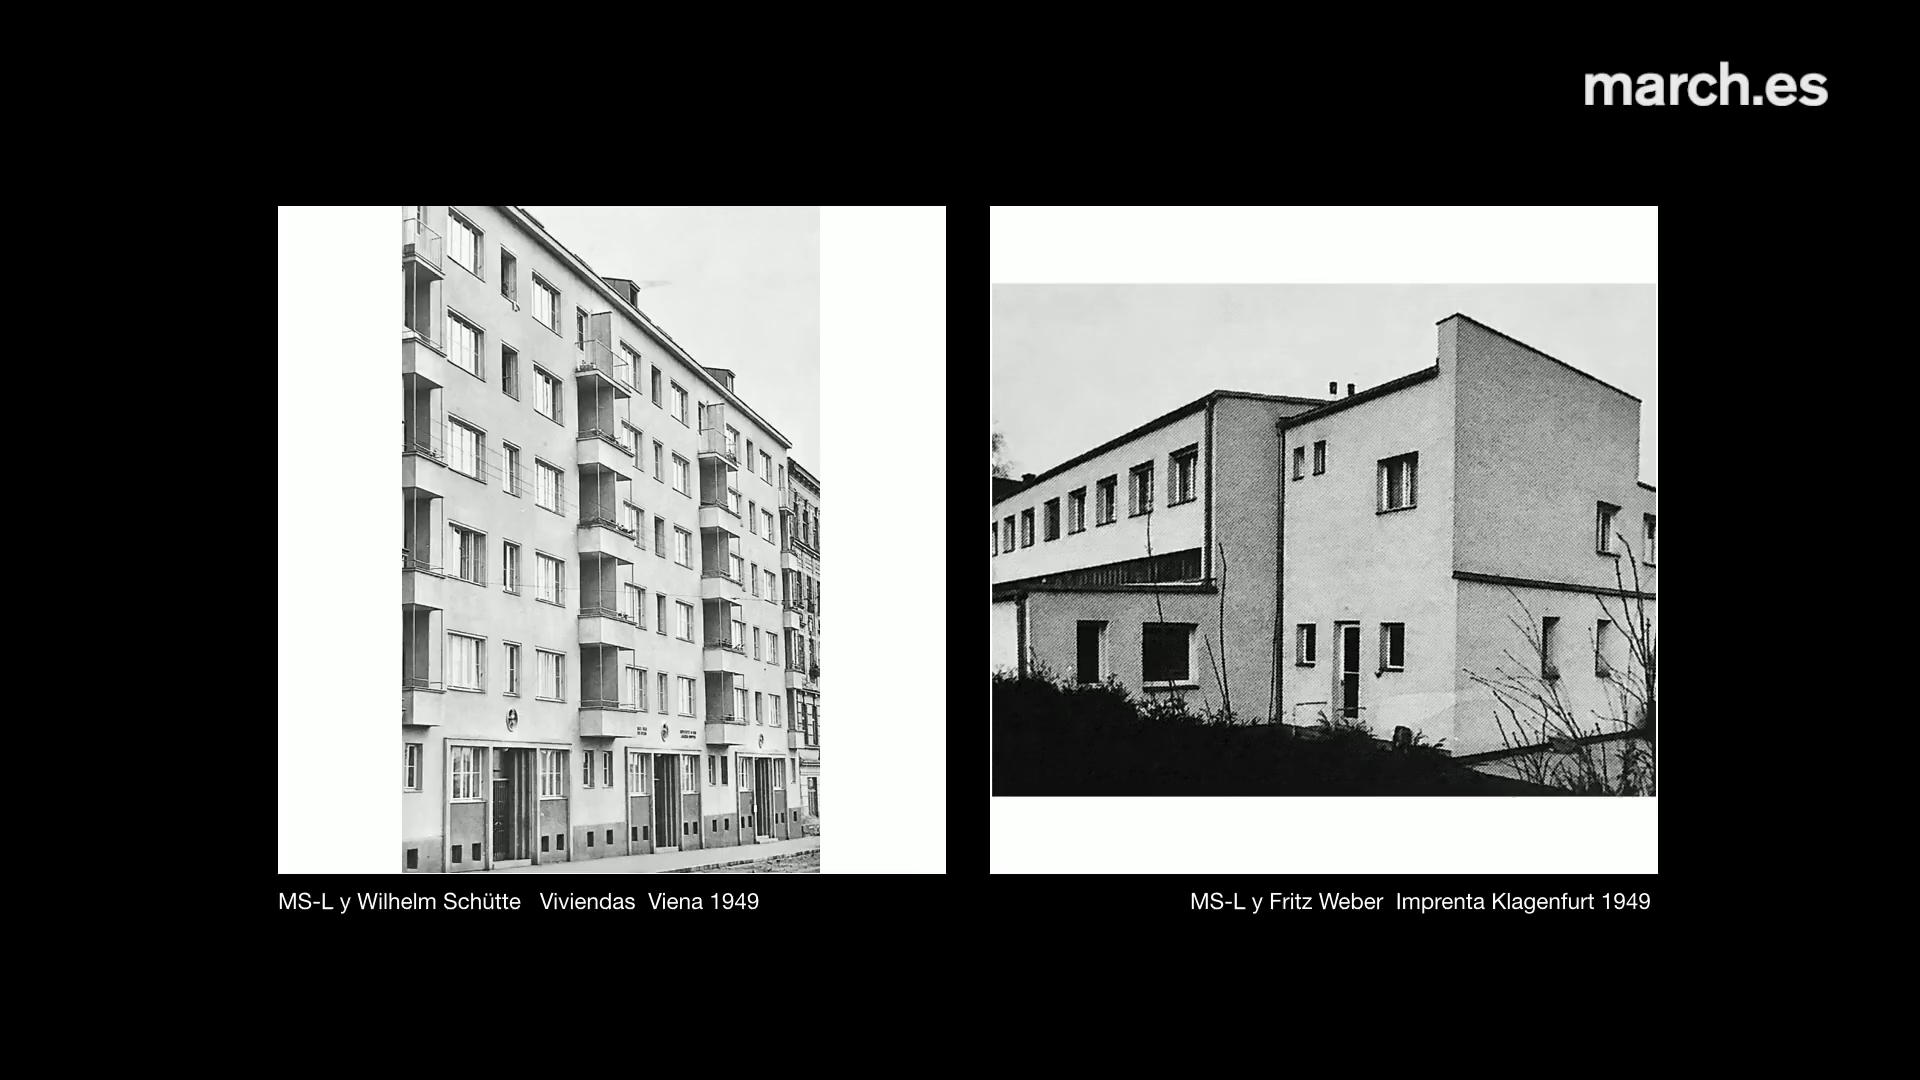 march.es
MS-L y Wilhelm Schütte Viviendas Viena 1949
MS-L y Fritz Weber Imprenta Klagenfurt 1949